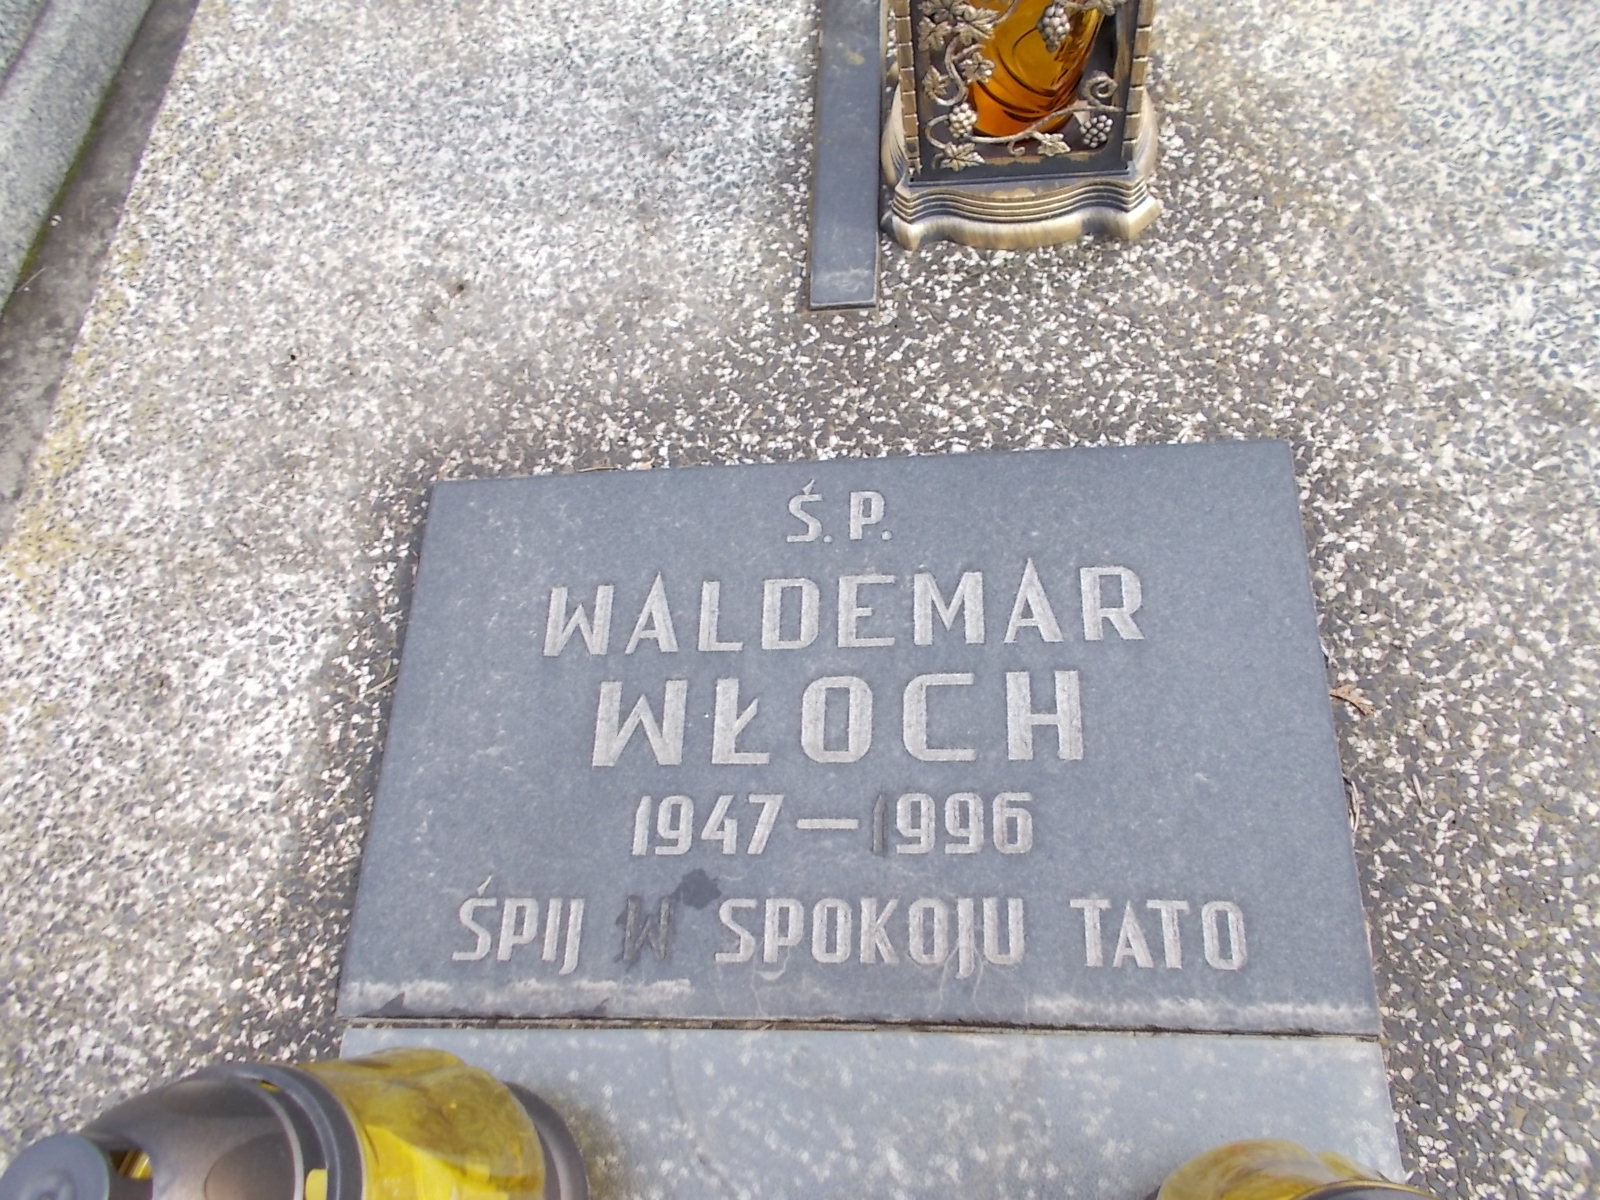 Ś.P.
WALDEMAR
WŁOCH
1947-1996
ŚPIJ W SPOKOJU TATO